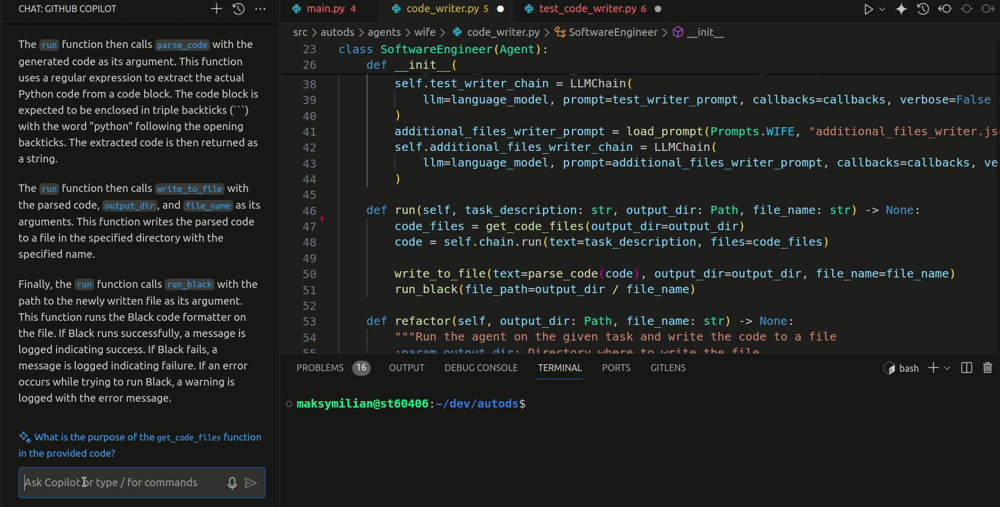 CHAT: GITHUB COPILOT
The run function then calls parse_code with the
generated code as its argument. This function
uses a regular expression to extract the actual
Python code from a code block. The code block is
expected to be enclosed in triple backticks (```)
with the word "python" following the opening
backticks. The extracted code is then returned as
a string.
The run function then calls write_to_file with
the parsed code, output_dir, and file_name as its
arguments. This function writes the parsed code
to a file in the specified directory with the
specified name.
Finally, the run function calls run_black with the
path to the newly written file as its argument.
This function runs the Black code formatter on
the file. If Black runs successfully, a message is
logged indicating success. If Black fails, a
message is logged indicating failure. If an error
occurs while trying to run Black, a warning is
logged with the error message.
What is the purpose of the get_code_files function
in the provided code?
Ask Copilot or type / for commands
main.py 4 code_writer.py 5 test_code_writer.py 6
src > autods > agents > wife > code_writer.py > SoftwareEngineer > __init__
23 class SoftwareEngineer(Agent):
26 def __init__(
38 self.test_writer_chain = LLMChain(
39 llm=language_model, prompt=test_writer_prompt, callbacks=callbacks, verbose=False
40 )
41 additional_files_writer_prompt = load_prompt(Prompts.WIFE, "additional_files_writer.js
42 self.additional_files_writer_chain = LLMChain(
43 llm=language_model, prompt=additional_files_writer_prompt, callbacks=callbacks, ve
44 )
45
46 def run(self, task_description: str, output_dir: Path, file_name: str) -> None:
47 code_files = get_code_files(output_dir=output_dir)
48 code = self.chain.run(text=task_description, files=code_files)
49
50 write_to_file(text=parse_code(code), output_dir=output_dir, file_name=file_name)
51 run_black(file_path=output_dir / file_name)
52
53 def refactor(self, output_dir: Path, file_name: str) -> None:
54 """Run the agent on the given task and write the code to a file
55 :param output_dir: Directory where to write the file
PROBLEMS 16 OUTPUT DEBUG CONSOLE TERMINAL PORTS GITLENS bash
maksymilian@st60406:~/dev/autods$